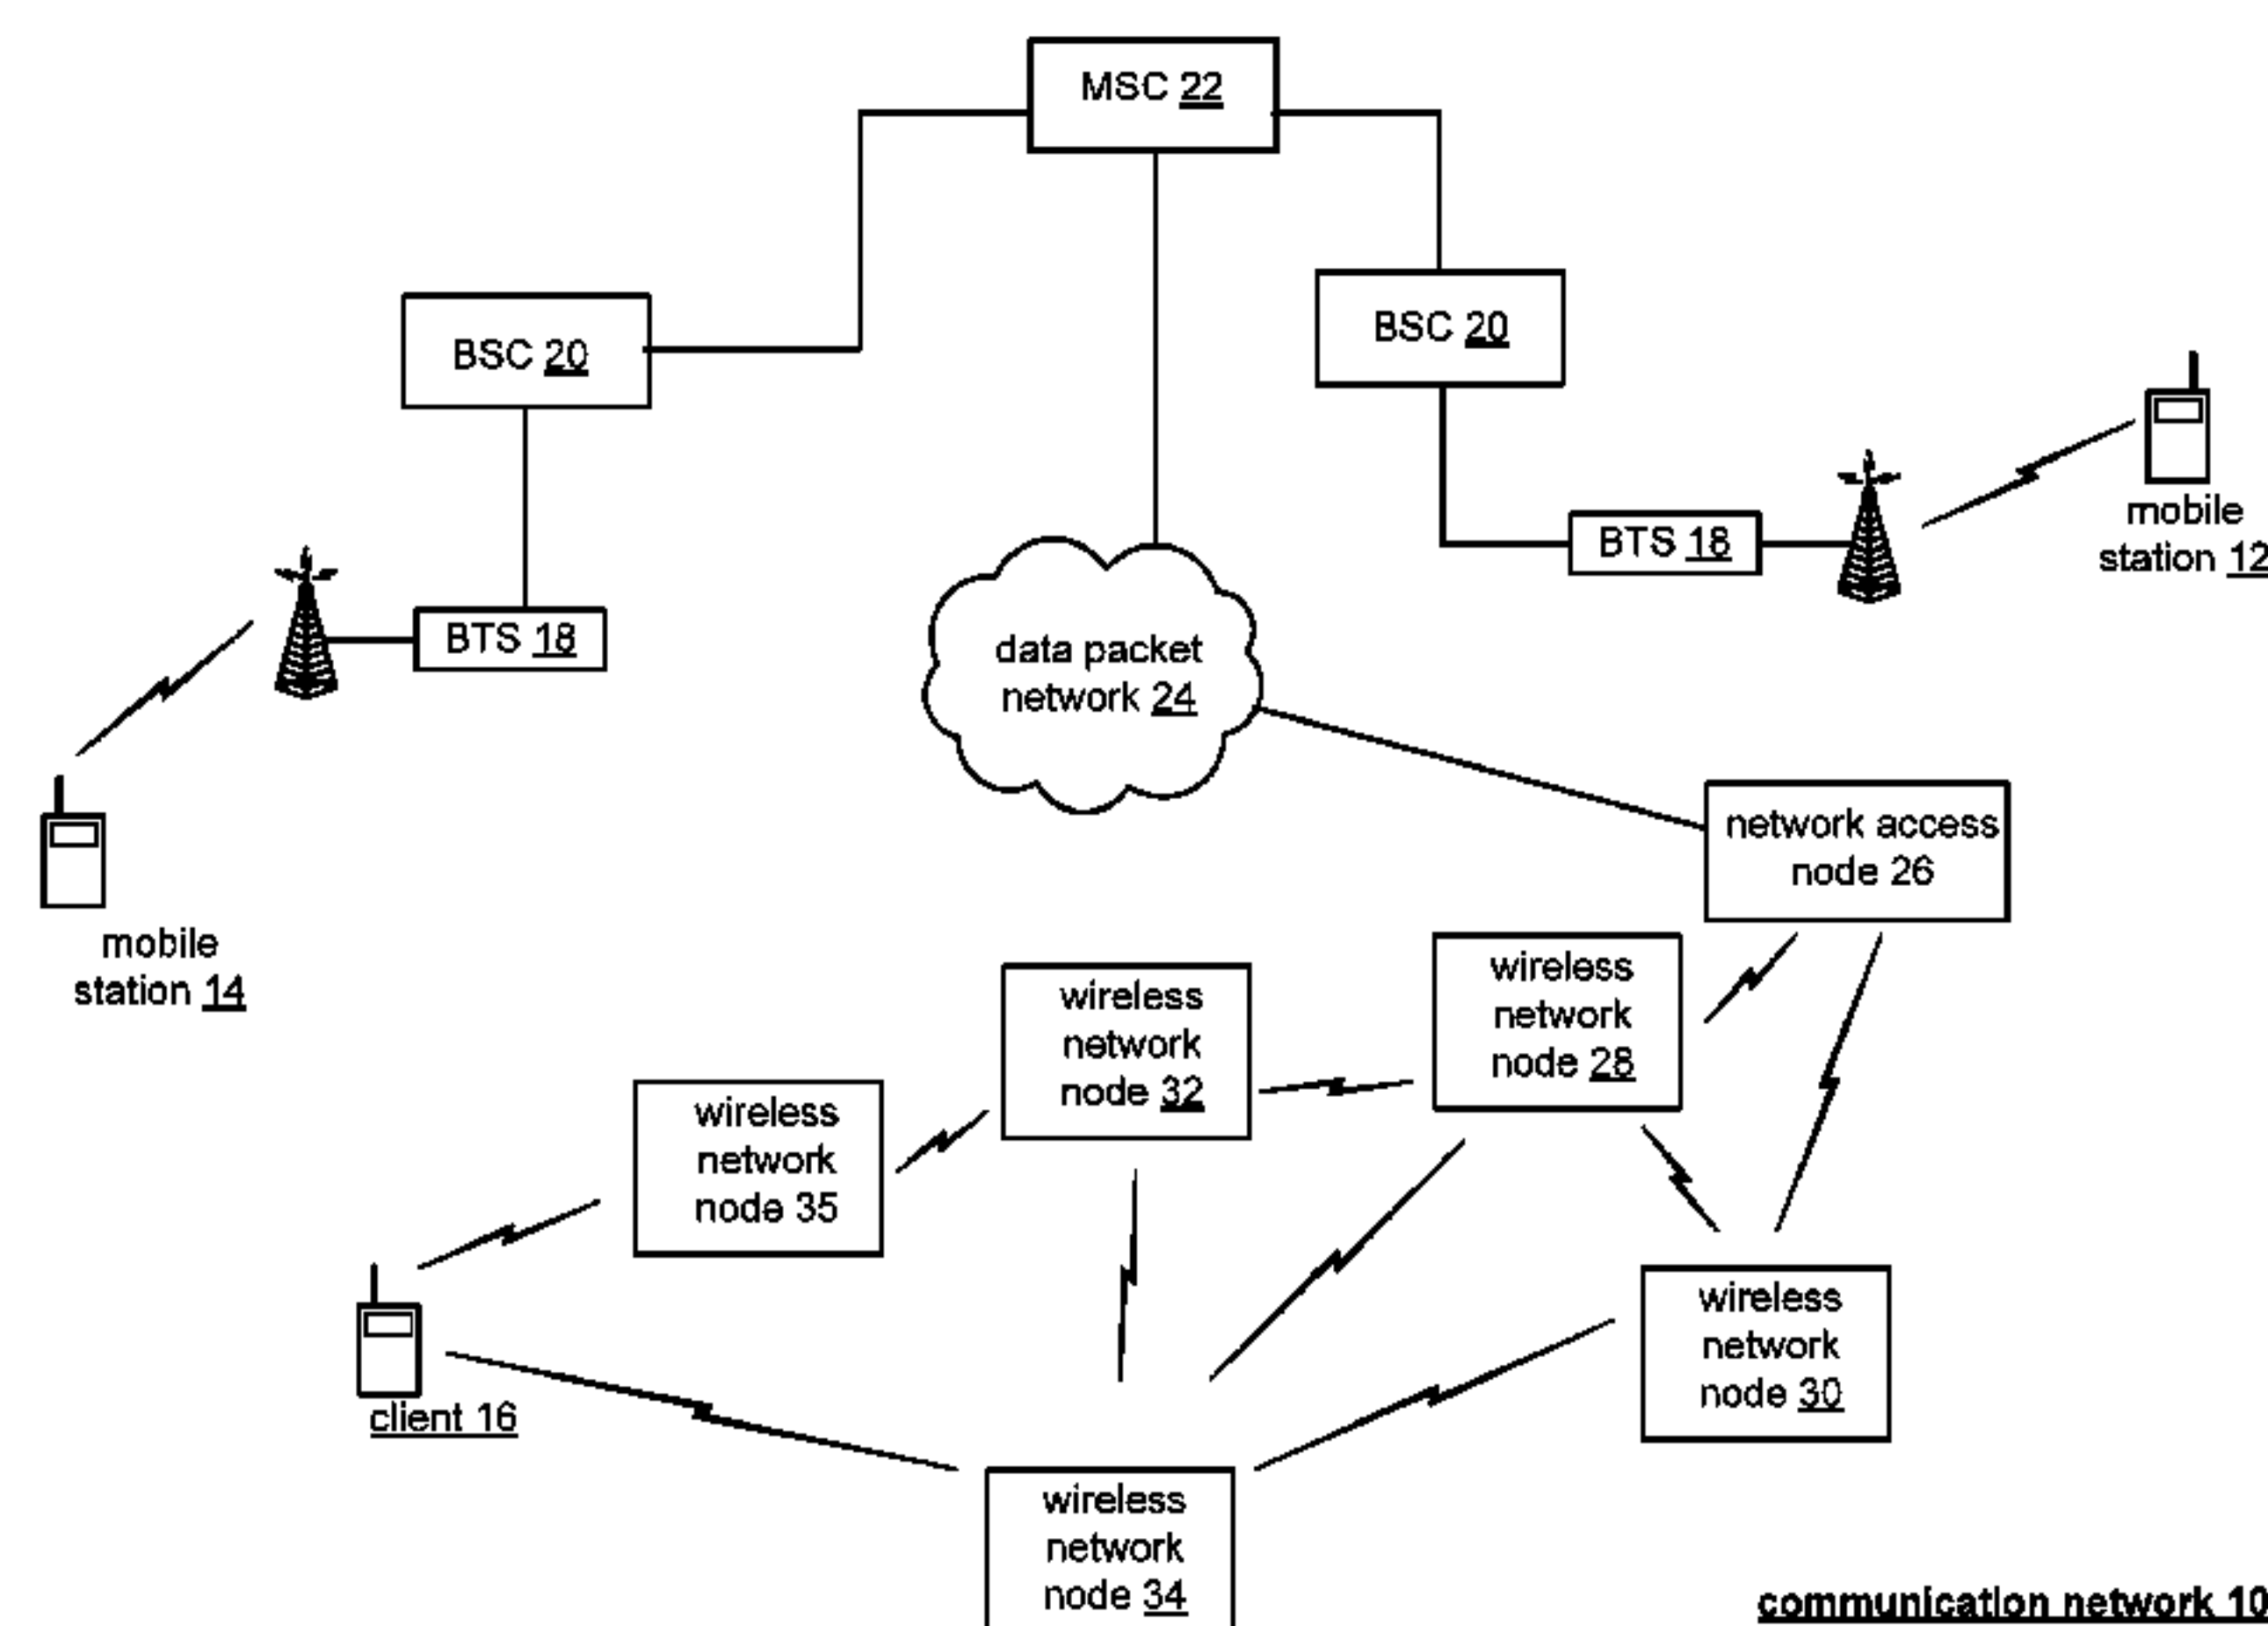 MSC 22
BSC 20
BSC 20
mobile
station 12
BTS 18
BTS 18
data packet
network 24
network access
node 26
mobile
station 14
wireless
network
node 28
wireless
network
node 32
wireless
network
node 35
wireless
network
node 30
client 16
wireless
network
node 34
communication network 10